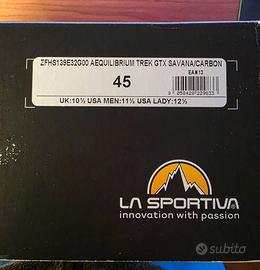 ZFHS139E32G00 AEQUILIBRIUM TREK GTX SAVANA/CARBON
45
EAN13
UK:10½ USA MEN:11½ USA LADY:12½
LA SPORTIVA
innovation with passion
subito